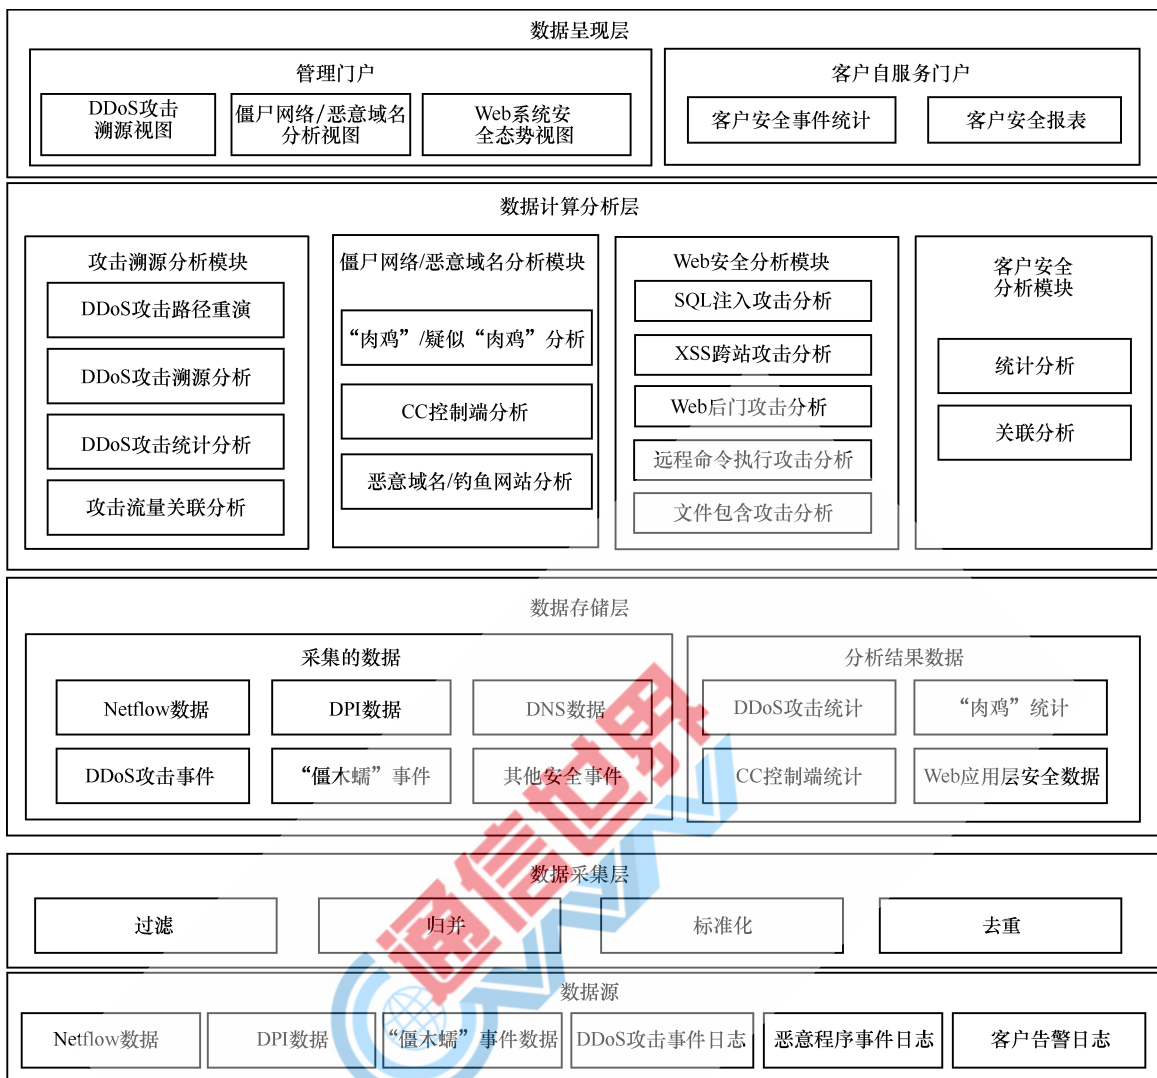 数据呈现层
管理门户
DDoS攻击
溯源视图
僵尸网络/恶意域名
分析视图
Web系统安
全态势视图
客户自服务门户
客户安全事件统计
客户安全报表
数据计算分析层
攻击溯源分析模块
DDoS攻击路径重演
DDoS攻击溯源分析
DDoS攻击统计分析
攻击流量关联分析
僵尸网络/恶意域名分析模块
“肉鸡”/疑似“肉鸡”分析
CC控制端分析
恶意域名/钓鱼网站分析
Web安全分析模块
SQL注入攻击分析
XSS跨站攻击分析
Web后门攻击分析
远程命令执行攻击分析
文件包含攻击分析
客户安全
分析模块
统计分析
关联分析
数据存储层
采集的数据
Netflow数据
DPI数据
DNS数据
DDoS攻击事件
“僵木蠕”事件
其他安全事件
分析结果数据
DDoS攻击统计
“肉鸡”统计
CC控制端统计
Web应用层安全数据
数据采集层
过滤
归并
标准化
去重
数据源
Netflow数据
DPI数据
“僵木蠕”事件数据
DDoS攻击事件日志
恶意程序事件日志
客户告警日志
通信世界